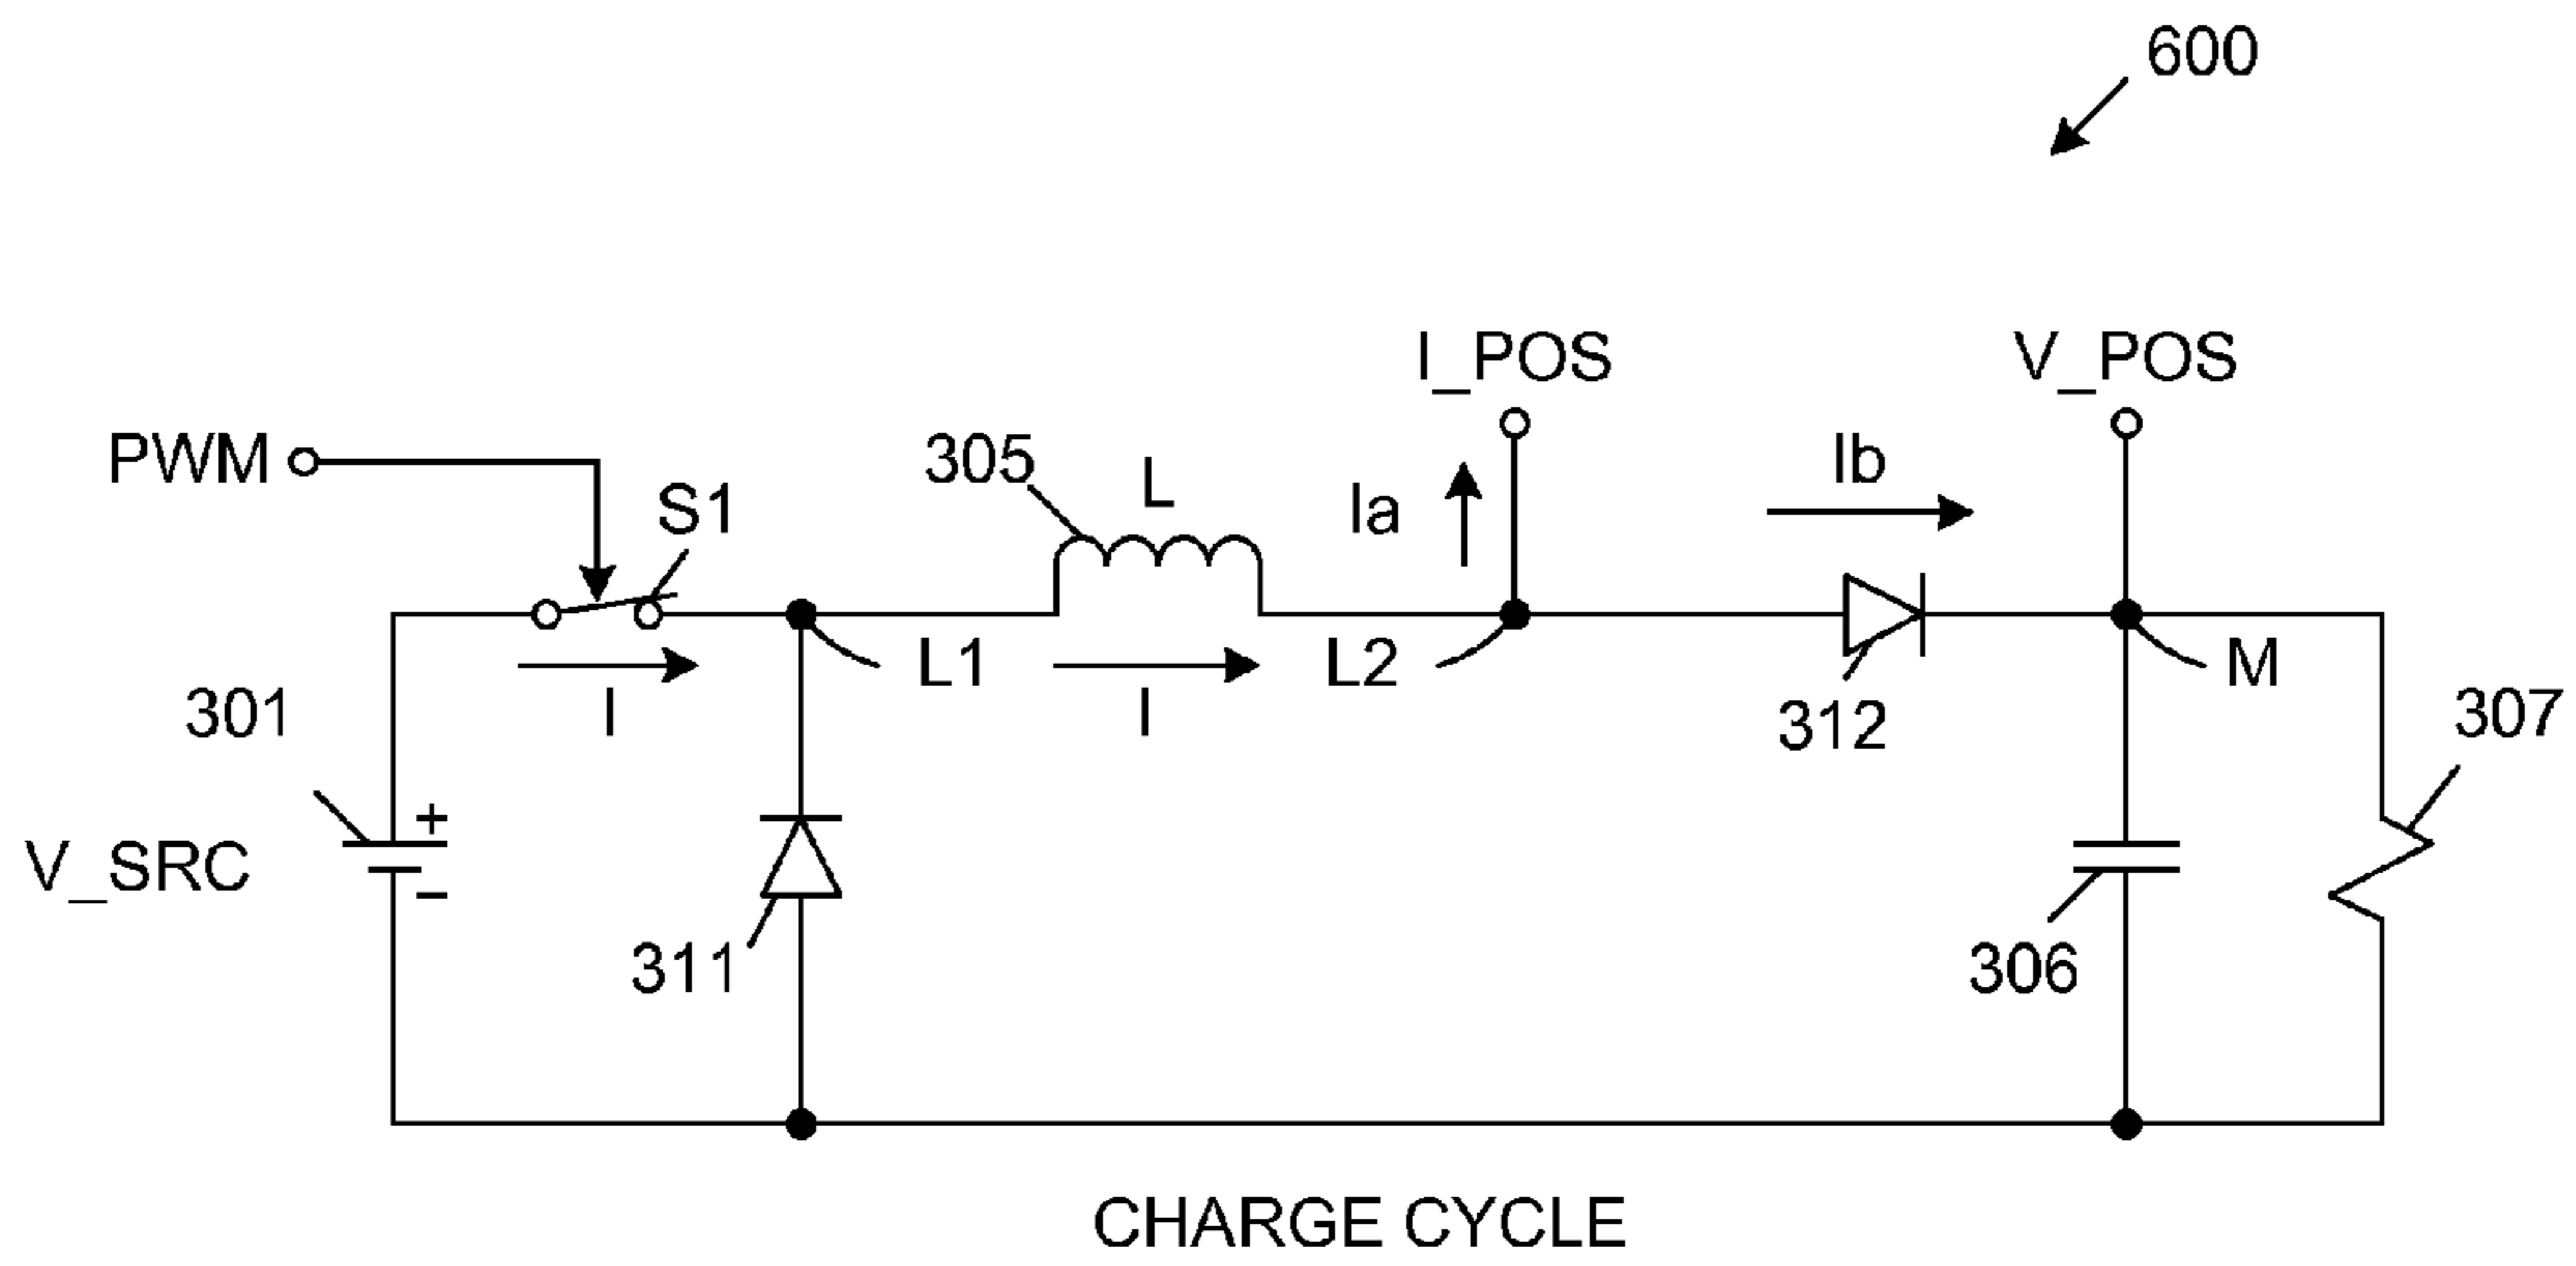 600
I_POS
V_POS
PWM
S1
305
L
Ia
Ib
L1
L2
M
I
I
301
312
307
+
V_SRC
−
311
306
CHARGE CYCLE